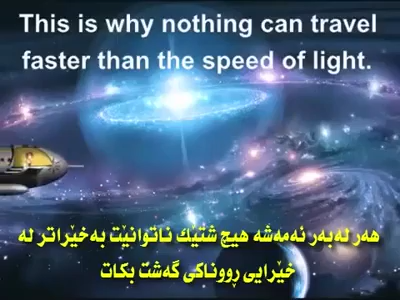 This is why nothing can travel
faster than the speed of light.
هەر لەبەر ئەمەشە هیچ شتێك ناتوانێت بەخێراتر لە
خێرایی ڕووناکی گەشت بکات